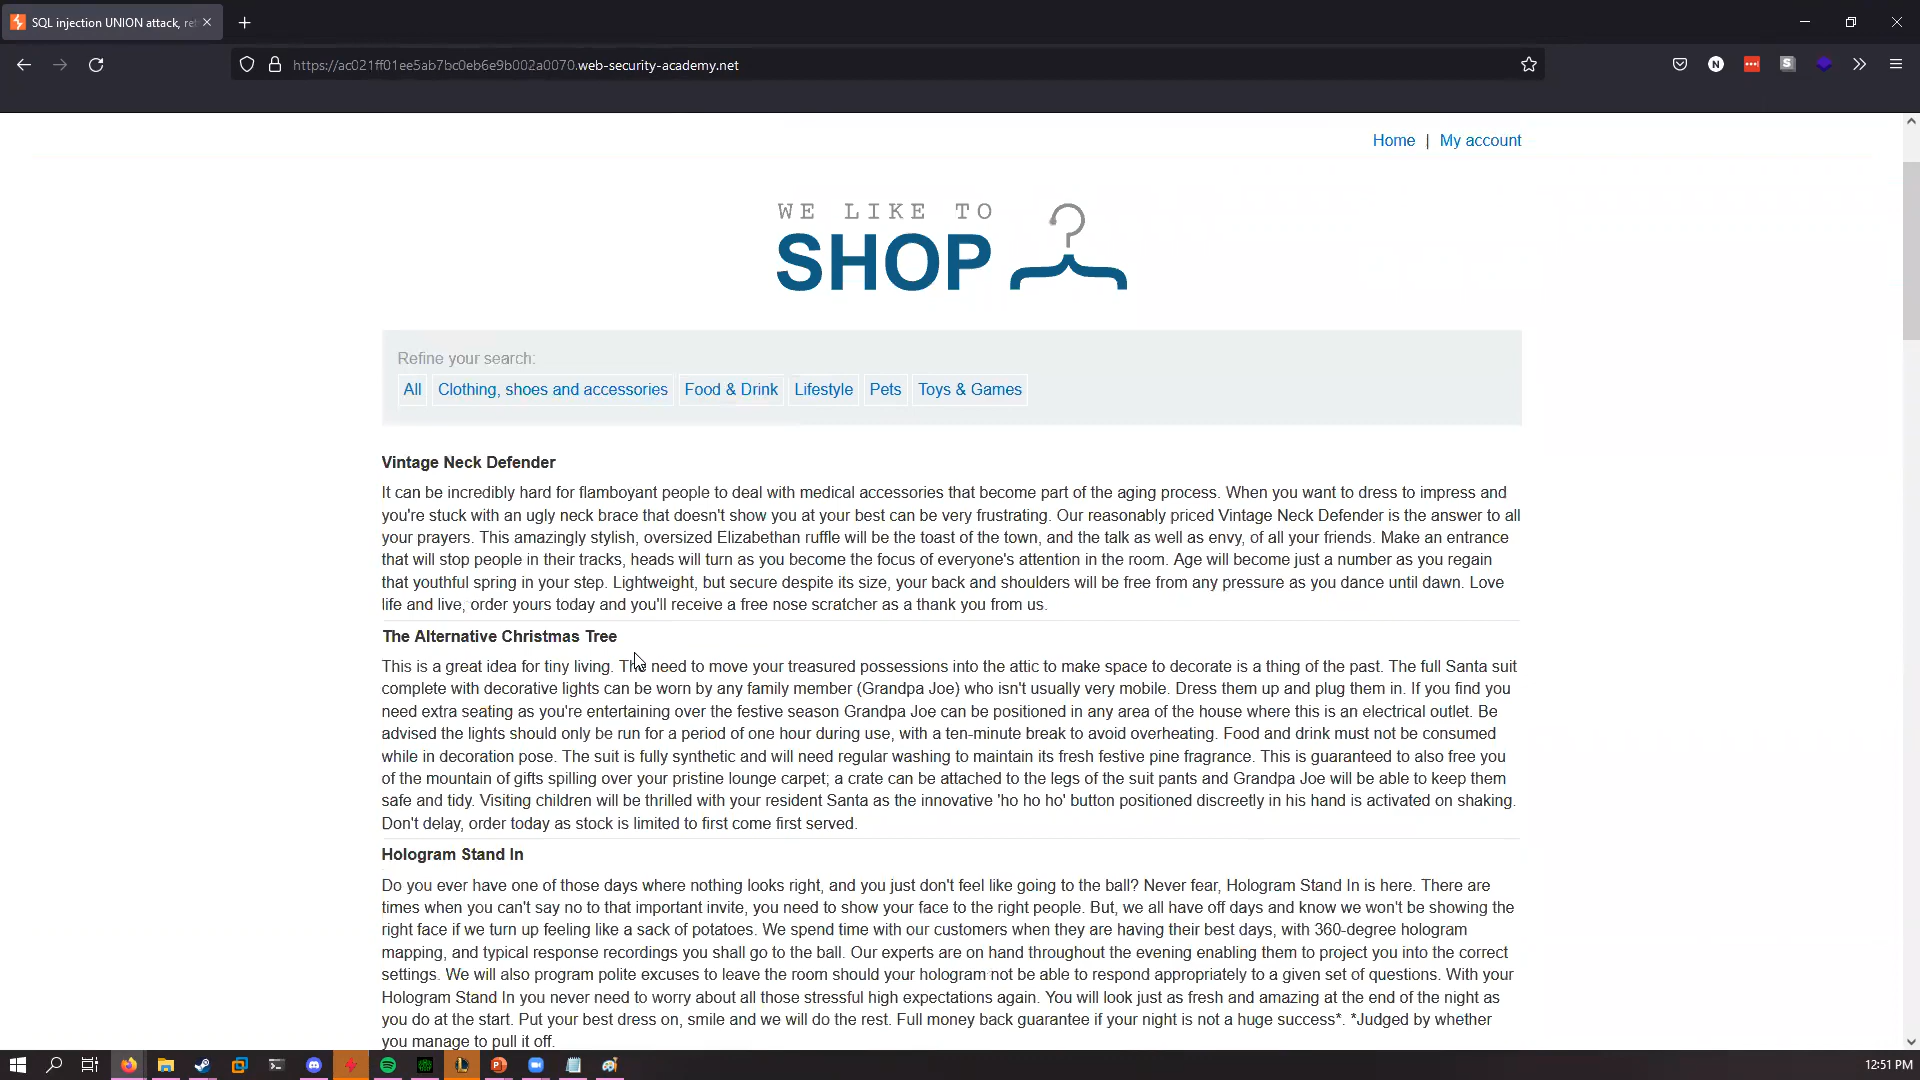 SQL injection UNION attack, re
https://ac021ff01ee5ab7bc0eb6e9b002a0070.web-security-academy.net
Home | My account
WE LIKE TO
SHOP
Refine your search:
All Clothing, shoes and accessories Food & Drink Lifestyle Pets Toys & Games
Vintage Neck Defender
It can be incredibly hard for flamboyant people to deal with medical accessories that become part of the aging process. When you want to dress to impress and
you're stuck with an ugly neck brace that doesn't show you at your best can be very frustrating. Our reasonably priced Vintage Neck Defender is the answer to all
your prayers. This amazingly stylish, oversized Elizabethan ruffle will be the toast of the town, and the talk as well as envy, of all your friends. Make an entrance
that will stop people in their tracks, heads will turn as you become the focus of everyone's attention in the room. Age will become just a number as you regain
that youthful spring in your step. Lightweight, but secure despite its size, your back and shoulders will be free from any pressure as you dance until dawn. Love
life and live, order yours today and you'll receive a free nose scratcher as a thank you from us.
The Alternative Christmas Tree
This is a great idea for tiny living. The need to move your treasured possessions into the attic to make space to decorate is a thing of the past. The full Santa suit
complete with decorative lights can be worn by any family member (Grandpa Joe) who isn't usually very mobile. Dress them up and plug them in. If you find you
need extra seating as you're entertaining over the festive season Grandpa Joe can be positioned in any area of the house where this is an electrical outlet. Be
advised the lights should only be run for a period of one hour during use, with a ten-minute break to avoid overheating. Food and drink must not be consumed
while in decoration pose. The suit is fully synthetic and will need regular washing to maintain its fresh festive pine fragrance. This is guaranteed to also free you
of the mountain of gifts spilling over your pristine lounge carpet; a crate can be attached to the legs of the suit pants and Grandpa Joe will be able to keep them
safe and tidy. Visiting children will be thrilled with your resident Santa as the innovative 'ho ho ho' button positioned discreetly in his hand is activated on shaking.
Don't delay, order today as stock is limited to first come first served.
Hologram Stand In
Do you ever have one of those days where nothing looks right, and you just don't feel like going to the ball? Never fear, Hologram Stand In is here. There are
times when you can't say no to that important invite, you need to show your face to the right people. But, we all have off days and know we won't be showing the
right face if we turn up feeling like a sack of potatoes. We spend time with our customers when they are having their best days, with 360-degree hologram
mapping, and typical response recordings you shall go to the ball. Our experts are on hand throughout the evening enabling them to project you into the correct
settings. We will also program polite excuses to leave the room should your hologram not be able to respond appropriately to a given set of questions. With your
Hologram Stand In you never need to worry about all those stressful high expectations again. You will look just as fresh and amazing at the end of the night as
you do at the start. Put your best dress on, smile and we will do the rest. Full money back guarantee if your night is not a huge success*. *Judged by whether
you manage to pull it off.
12:51 PM